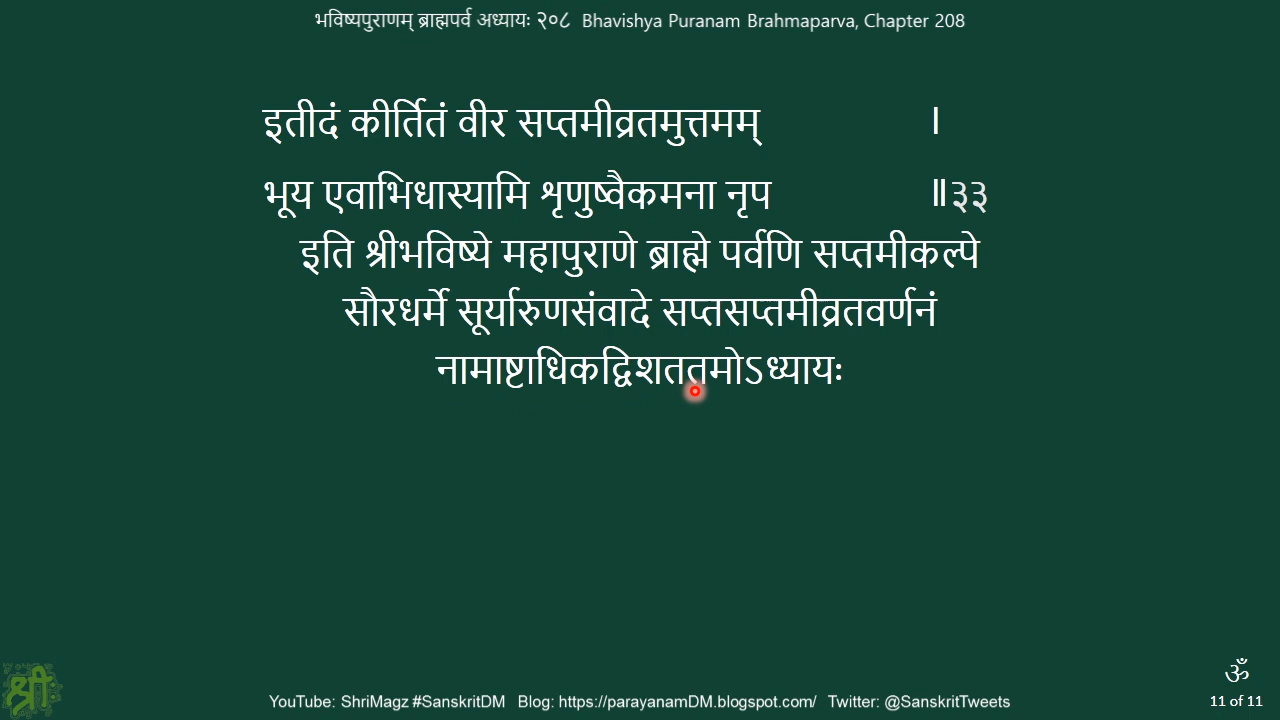 भविष्यपुराणम् ब्राह्मपर्व अध्यायः २०८ Bhavishya Puranam Brahmaparva, Chapter 208
इतीदं कीर्तितं वीर सप्तमीव्रतमुत्तमम् ।
भूय एवाभिधास्यामि शृणुष्वैकमना नृप ॥३३
इति श्रीभविष्ये महापुराणे ब्राह्मे पर्वणि सप्तमीकल्पे
सौरधर्मे सूर्यारुणसंवादे सप्तसप्तमीव्रतवर्णनं
नामाष्टाधिकद्विशततमोऽध्यायः
श्रीः
ॐ
YouTube: ShriMagz #SanskritDM Blog: https://parayanamDM.blogspot.com/ Twitter: @SanskritTweets
11 of 11